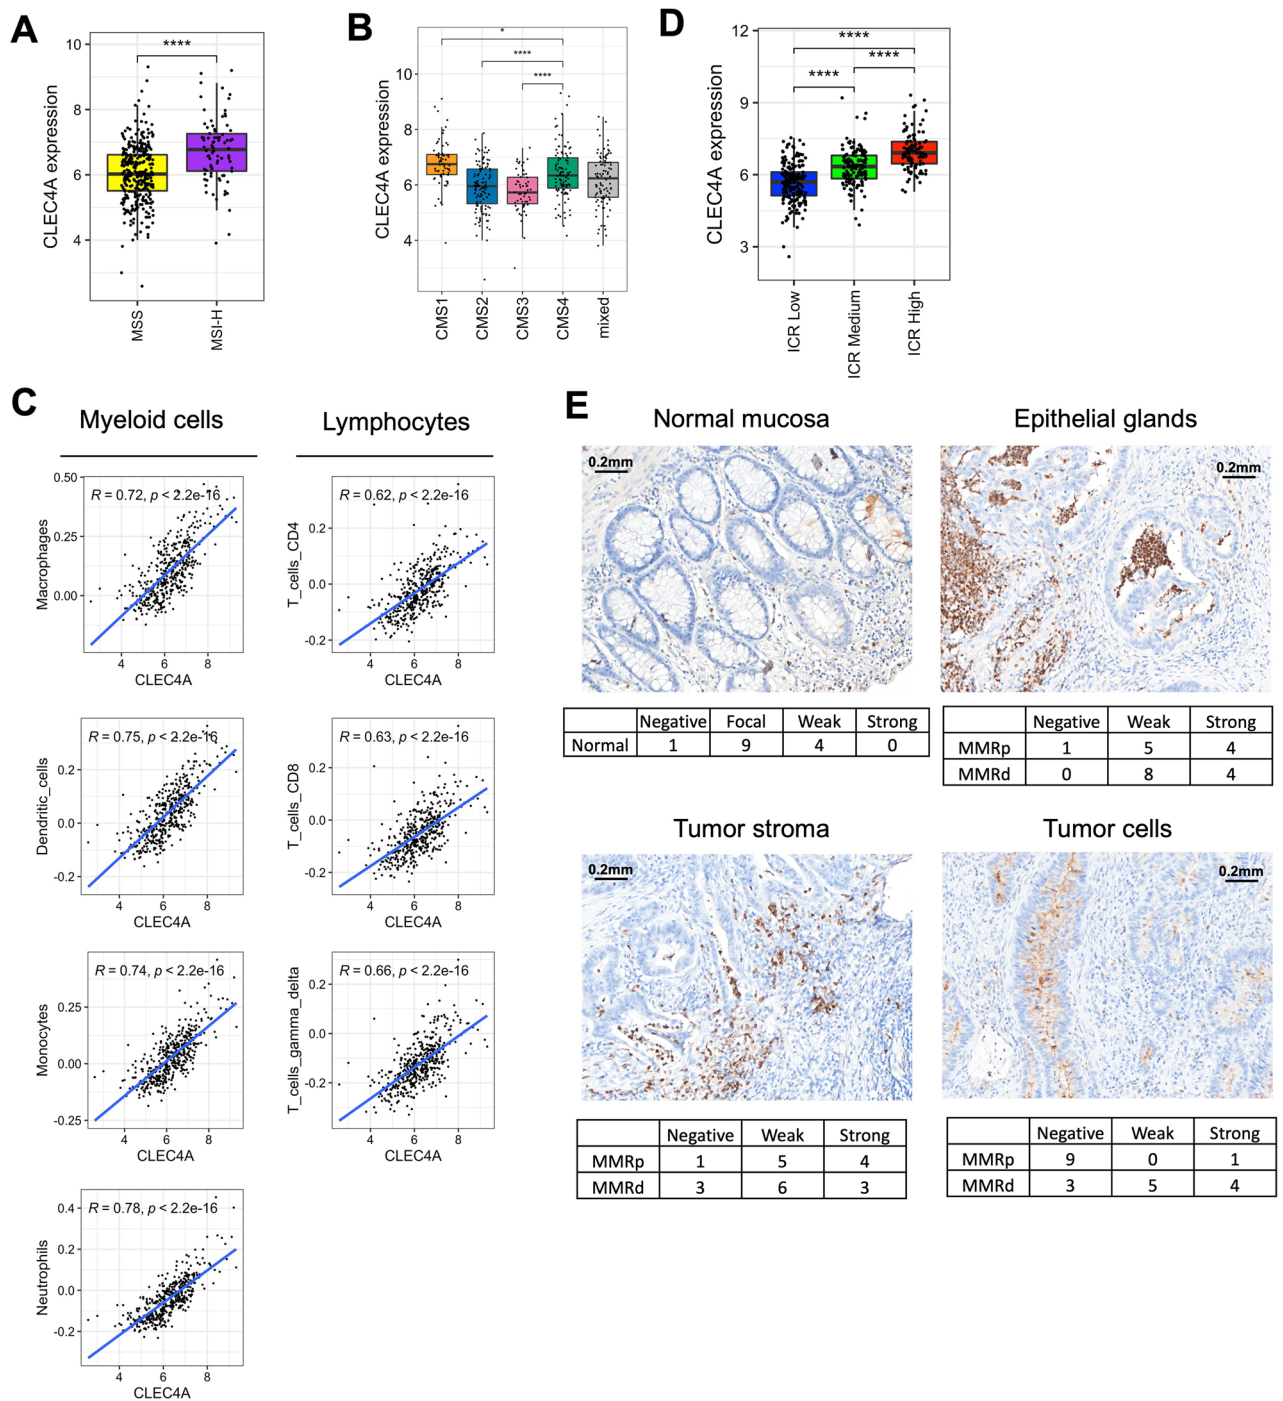 A
CLEC4A expression
10
8
6
4
****
MSS
MSI-H
B
CLEC4A expression
10
8
6
4
*
****
****
CMS1
CMS2
CMS3
CMS4
mixed
D
CLEC4A expression
12
9
6
3
****
****
****
ICR Low
ICR Medium
ICR High
C
Myeloid cells
Lymphocytes
R = 0.72, p < 2.2e-16
Macrophages
0.50
0.25
0.00
4 6 8
CLEC4A
R = 0.62, p < 2.2e-16
T_cells_CD4
0.2
0.0
-0.2
4 6 8
CLEC4A
R = 0.75, p < 2.2e-16
Dendritic_cells
0.2
0.0
-0.2
4 6 8
CLEC4A
R = 0.63, p < 2.2e-16
T_cells_CD8
0.2
0.0
-0.2
4 6 8
CLEC4A
R = 0.74, p < 2.2e-16
Monocytes
0.25
0.00
-0.25
4 6 8
CLEC4A
R = 0.66, p < 2.2e-16
T_cells_gamma_delta
0.2
0.0
-0.2
4 6 8
CLEC4A
R = 0.78, p < 2.2e-16
Neutrophils
0.4
0.2
0.0
-0.2
4 6 8
CLEC4A
E
Normal mucosa
0.2mm
Negative Focal Weak Strong
Normal 1 9 4 0
Epithelial glands
0.2mm
Negative Weak Strong
MMRp 1 5 4
MMRd 0 8 4
Tumor stroma
0.2mm
Negative Weak Strong
MMRp 1 5 4
MMRd 3 6 3
Tumor cells
0.2mm
Negative Weak Strong
MMRp 9 0 1
MMRd 3 5 4